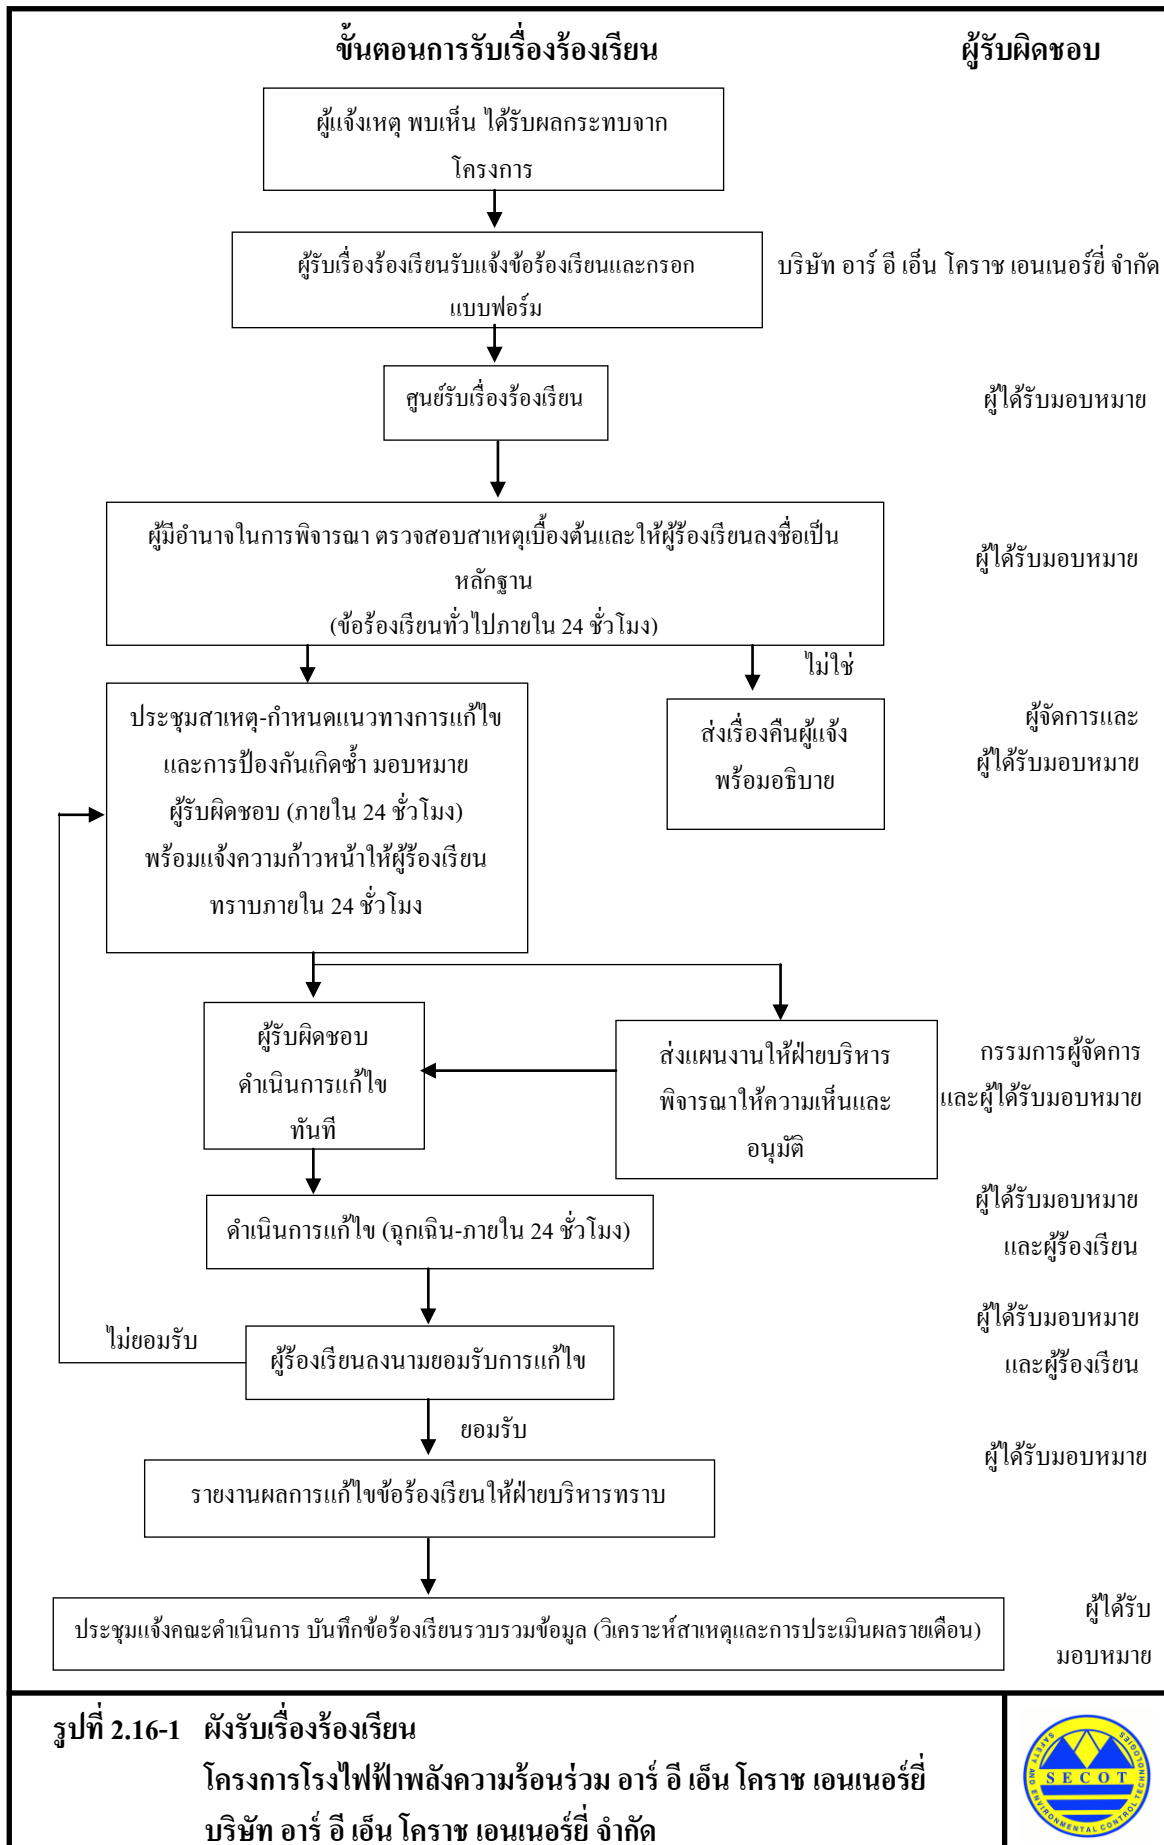 ขั้นตอนการรับเรื่องร้องเรียน
ผู้รับผิดชอบ
ผู้แจ้งเหตุ พบเห็น ได้รับผลกระทบจาก
โครงการ
ผู้รับเรื่องร้องเรียนรับแจ้งข้อร้องเรียนและกรอก
แบบฟอร์ม
บริษัท อาร์ อี เอ็น โคราช เอนเนอร์ยี่ จำกัด
ศูนย์รับเรื่องร้องเรียน
ผู้ได้รับมอบหมาย
ผู้มีอำนาจในการพิจารณา ตรวจสอบสาเหตุเบื้องต้นและให้ผู้ร้องเรียนลงชื่อเป็น
หลักฐาน
(ข้อร้องเรียนทั่วไปภายใน 24 ชั่วโมง)
ผู้ได้รับมอบหมาย
ไม่ใช่
ประชุมสาเหตุ-กำหนดแนวทางการแก้ไข
และการป้องกันเกิดซ้ำ มอบหมาย
ผู้รับผิดชอบ (ภายใน 24 ชั่วโมง)
พร้อมแจ้งความก้าวหน้าให้ผู้ร้องเรียน
ทราบภายใน 24 ชั่วโมง
ส่งเรื่องคืนผู้แจ้ง
พร้อมอธิบาย
ผู้จัดการและ
ผู้ได้รับมอบหมาย
ผู้รับผิดชอบ
ดำเนินการแก้ไข
ทันที
ส่งแผนงานให้ฝ่ายบริหาร
พิจารณาให้ความเห็นและ
อนุมัติ
กรรมการผู้จัดการ
และผู้ได้รับมอบหมาย
ดำเนินการแก้ไข (ฉุกเฉิน-ภายใน 24 ชั่วโมง)
ผู้ได้รับมอบหมาย
และผู้ร้องเรียน
ไม่ยอมรับ
ผู้ร้องเรียนลงนามยอมรับการแก้ไข
ผู้ได้รับมอบหมาย
และผู้ร้องเรียน
ยอมรับ
รายงานผลการแก้ไขข้อร้องเรียนให้ฝ่ายบริหารทราบ
ผู้ได้รับมอบหมาย
ประชุมแจ้งคณะดำเนินการ บันทึกข้อร้องเรียนรวบรวมข้อมูล (วิเคราะห์สาเหตุและการประเมินผลรายเดือน)
ผู้ได้รับ
มอบหมาย
รูปที่ 2.16-1 ผังรับเรื่องร้องเรียน
โครงการโรงไฟฟ้าพลังความร้อนร่วม อาร์ อี เอ็น โคราช เอนเนอร์ยี่
บริษัท อาร์ อี เอ็น โคราช เอนเนอร์ยี่ จำกัด
SECOT
SAFETY AND ENVIRONMENTAL CONTROL TECHNOLOGIES